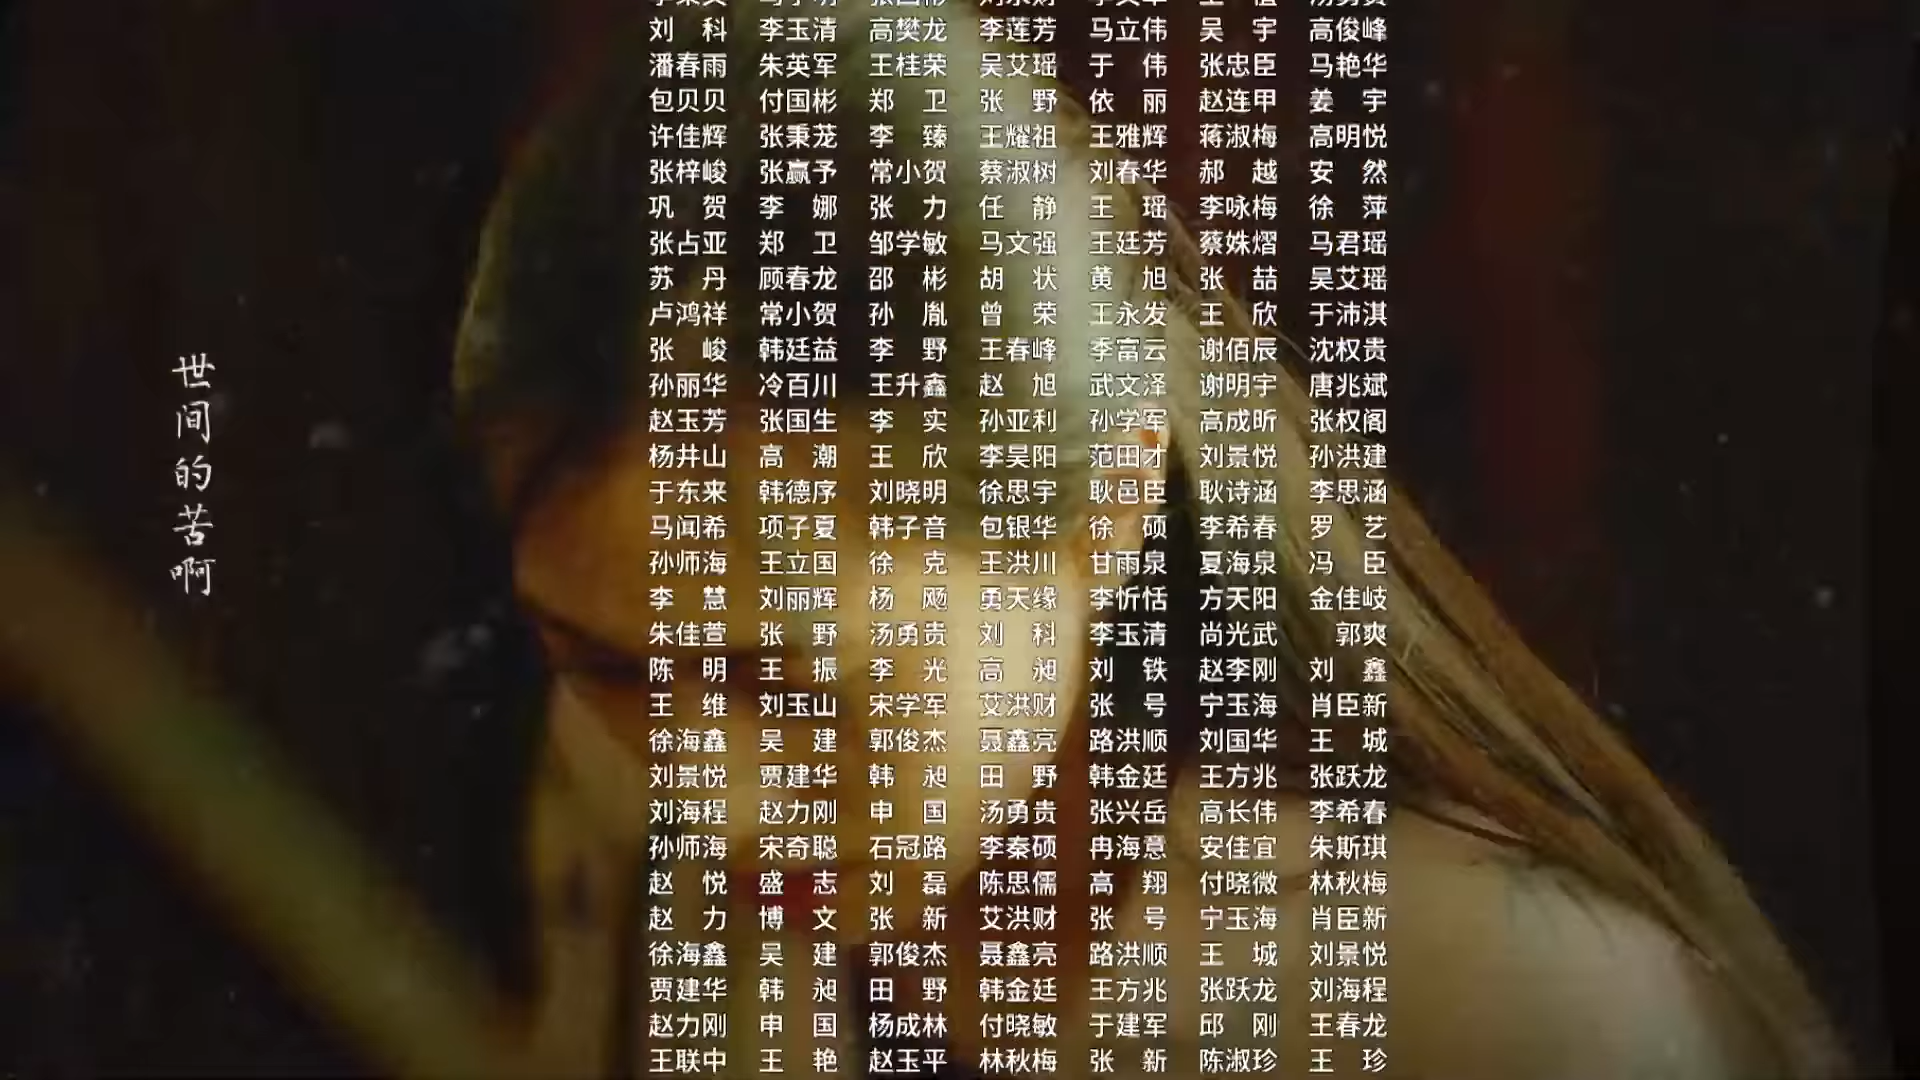 刘　科　李玉清　高樊龙　李莲芳　马立伟　吴　宇　高俊峰
潘春雨　朱英军　王桂荣　吴艾瑶　于　伟　张忠臣　马艳华
包贝贝　付国彬　郑　卫　张　野　依　丽　赵连甲　姜　宇
许佳辉　张秉茏　李　臻　王耀祖　王雅辉　蒋淑梅　高明悦
张梓峻　张赢予　常小贺　蔡淑树　刘春华　郝　越　安　然
巩　贺　李　娜　张　力　任　静　王　瑶　李咏梅　徐　萍
张占亚　郑　卫　邹学敏　马文强　王廷芳　蔡姝熠　马君瑶
苏　丹　顾春龙　邵　彬　胡　状　黄　旭　张　喆　吴艾瑶
卢鸿祥　常小贺　孙　胤　曾　荣　王永发　王　欣　于沛淇
张　峻　韩廷益　李　野　王春峰　季富云　谢佰辰　沈权贵
孙丽华　冷百川　王升鑫　赵　旭　武文泽　谢明宇　唐兆斌
赵玉芳　张国生　李　实　孙亚利　孙学军　高成昕　张权阁
杨井山　高　潮　王　欣　李昊阳　范田才　刘景悦　孙洪建
于东来　韩德序　刘晓明　徐思宇　耿邑臣　耿诗涵　李思涵
马闻希　项子夏　韩子音　包银华　徐　硕　李希春　罗　艺
孙师海　王立国　徐　克　王洪川　甘雨泉　夏海泉　冯　臣
李　慧　刘丽辉　杨　飏　勇天缘　李忻恬　方天阳　金佳岐
朱佳萱　张　野　汤勇贵　刘　科　李玉清　尚光武　郭爽
陈　明　王　振　李　光　高　昶　刘　铁　赵李刚　刘　鑫
王　维　刘玉山　宋学军　艾洪财　张　号　宁玉海　肖臣新
徐海鑫　吴　建　郭俊杰　聂鑫亮　路洪顺　刘国华　王　城
刘景悦　贾建华　韩　昶　田　野　韩金廷　王方兆　张跃龙
刘海程　赵力刚　申　国　汤勇贵　张兴岳　高长伟　李希春
孙师海　宋奇聪　石冠路　李秦硕　冉海意　安佳宜　朱斯琪
赵　悦　盛　志　刘　磊　陈思儒　高　翔　付晓微　林秋梅
赵　力　博　文　张　新　艾洪财　张　号　宁玉海　肖臣新
徐海鑫　吴　建　郭俊杰　聂鑫亮　路洪顺　王　城　刘景悦
贾建华　韩　昶　田　野　韩金廷　王方兆　张跃龙　刘海程
赵力刚　申　国　杨成林　付晓敏　于建军　邱　刚　王春龙
王联中　王　艳　赵玉平　林秋梅　张　新　陈淑珍　王　珍
世间的苦啊